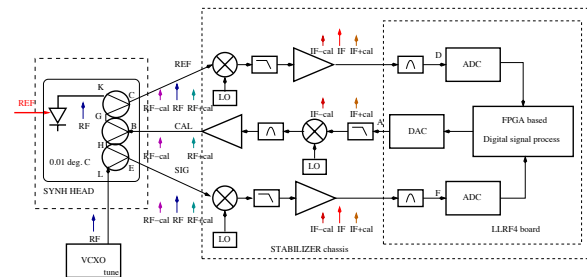 IF−cal IF IF+cal
REF
K
C
REF
RF
G
B
H
L
E
0.01 deg. C
SYNH HEAD
RF
VCXO
tune
RF−cal RF RF+cal
CAL
RF−cal RF RF+cal
SIG
RF−cal RF RF+cal
LO
LO
LO
IF−cal IF+cal
A
D
ADC
DAC
FPGA based
Digital signal process
F
ADC
IF−cal IF IF+cal
LLRF4 board
STABILIZER chassis